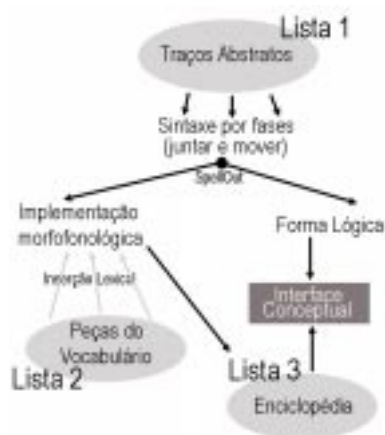 Lista 1
Traços Abstratos
Sintaxe por fases
(juntar e mover)
SpellOut
Implementação
morfofonológica
Forma Lógica
Inserção Lexical
Interface
Conceptual
Peças do
Vocabulário
Lista 2
Lista 3
Enciclopédia